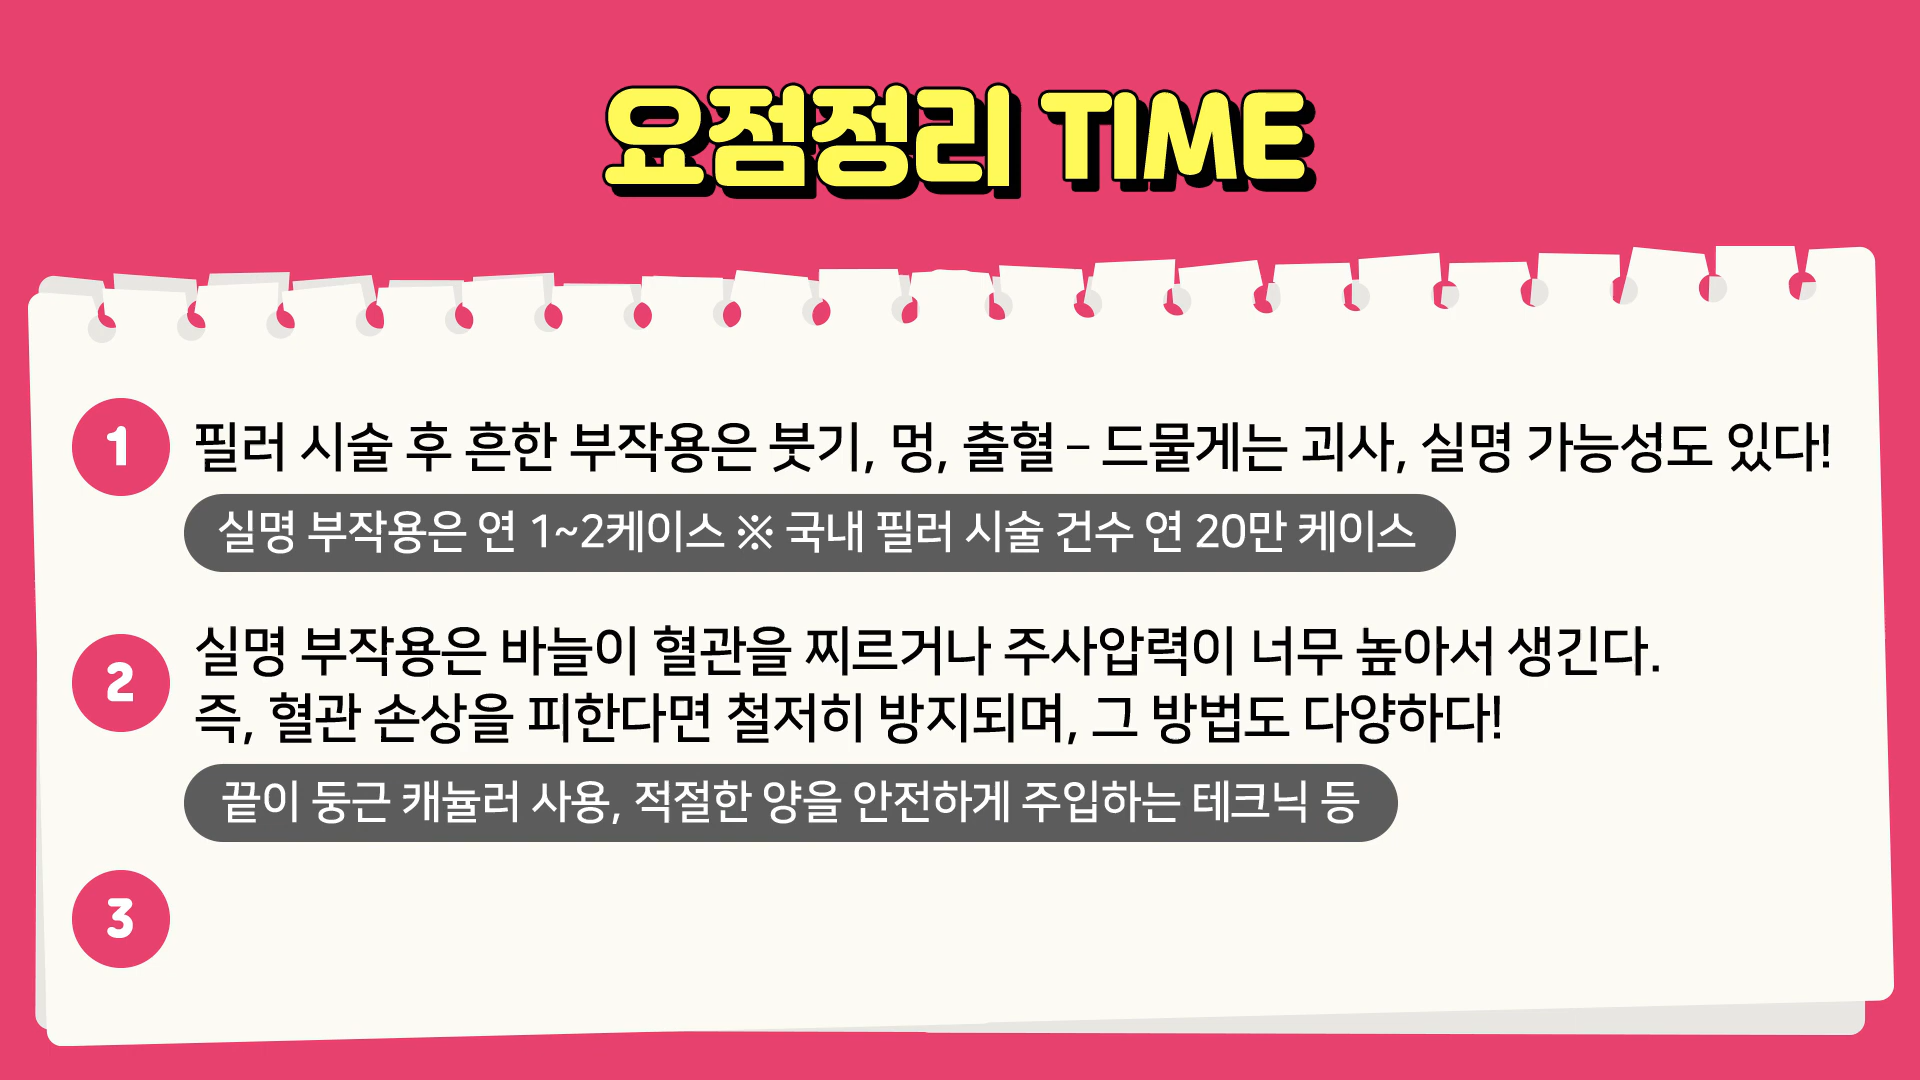 요점정리 TIME
1
필러 시술 후 흔한 부작용은 붓기, 멍, 출혈 – 드물게는 괴사, 실명 가능성도 있다!
실명 부작용은 연 1~2케이스 ※ 국내 필러 시술 건수 연 20만 케이스
2
실명 부작용은 바늘이 혈관을 찌르거나 주사압력이 너무 높아서 생긴다.
즉, 혈관 손상을 피한다면 철저히 방지되며, 그 방법도 다양하다!
끝이 둥근 캐뉼러 사용, 적절한 양을 안전하게 주입하는 테크닉 등
3